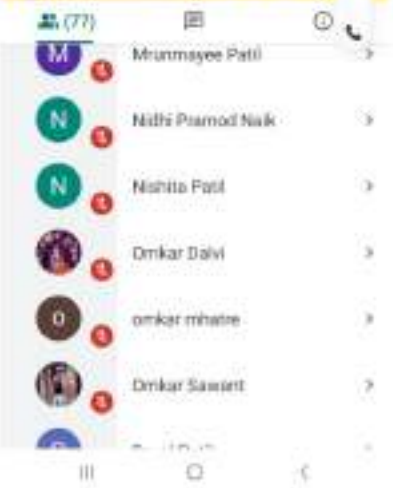 (77)
M
Mrunmayee Patil
N
Nidhi Pramod Naik
N
Nishita Patil
Omkar Dalvi
o
omkar mhatre
Omkar Sawant